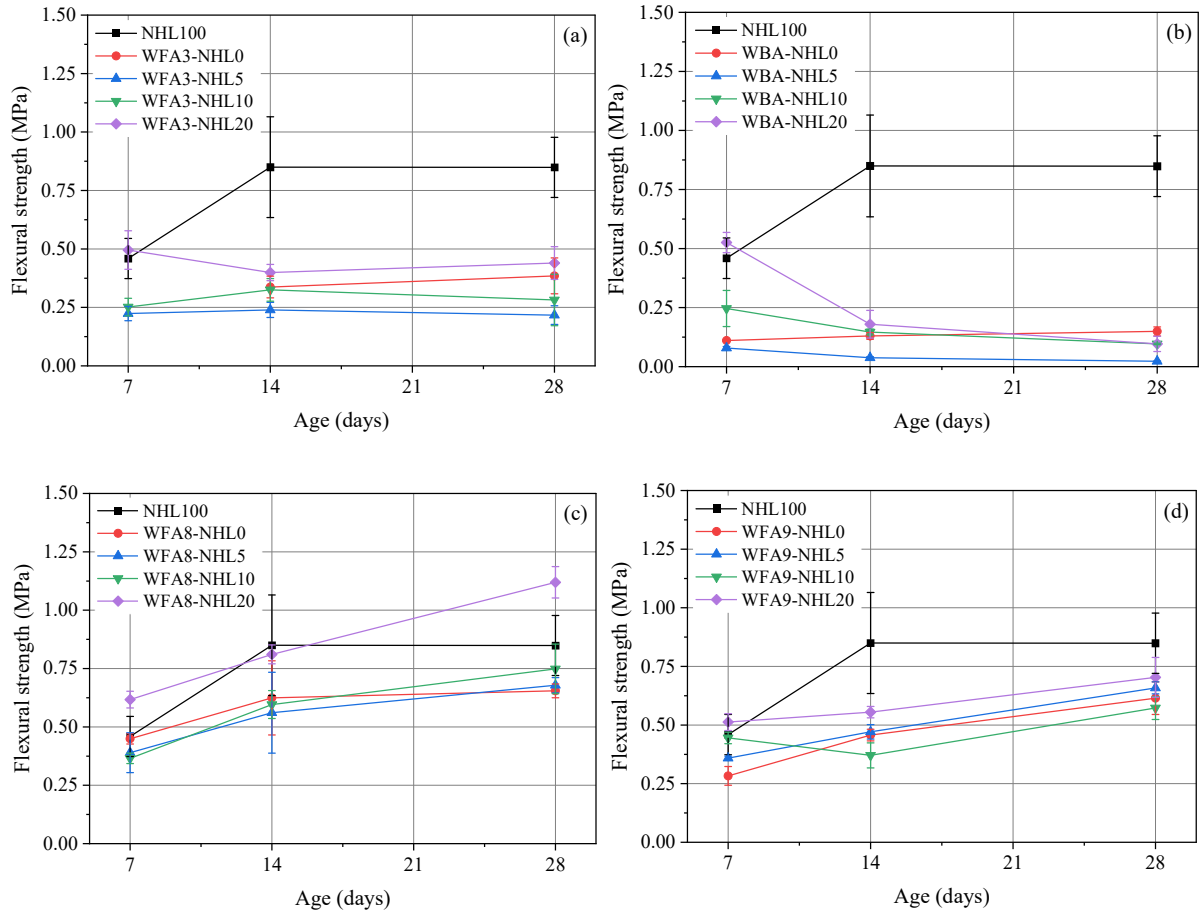 1.50
1.25
1.00
0.75
0.50
0.25
0.00
Flexural strength (MPa)
NHL100
WFA3-NHL0
WFA3-NHL5
WFA3-NHL10
WFA3-NHL20
(a)
7
14
21
28
Age (days)
1.50
1.25
1.00
0.75
0.50
0.25
0.00
Flexural strength (MPa)
NHL100
WBA-NHL0
WBA-NHL5
WBA-NHL10
WBA-NHL20
(b)
7
14
21
28
Age (days)
1.50
1.25
1.00
0.75
0.50
0.25
0.00
Flexural strength (MPa)
NHL100
WFA8-NHL0
WFA8-NHL5
WFA8-NHL10
WFA8-NHL20
(c)
7
14
21
28
Age (days)
1.50
1.25
1.00
0.75
0.50
0.25
0.00
Flexural strength (MPa)
NHL100
WFA9-NHL0
WFA9-NHL5
WFA9-NHL10
WFA9-NHL20
(d)
7
14
21
28
Age (days)